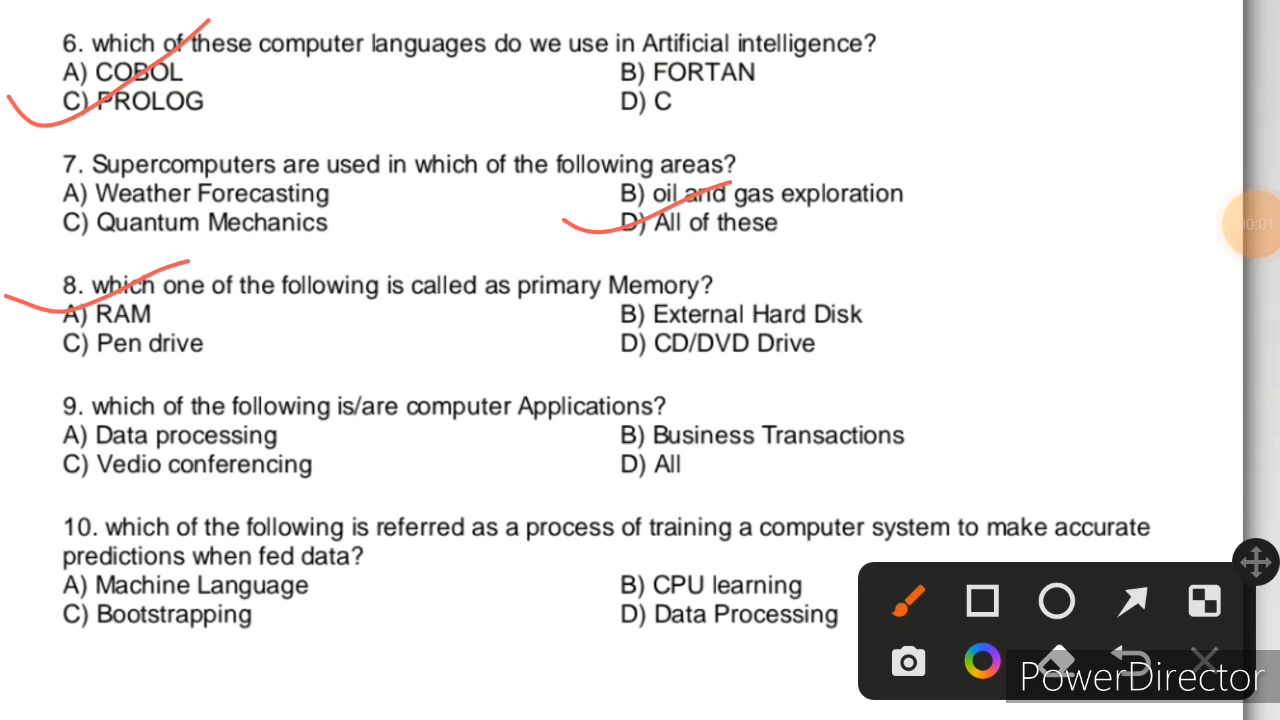 6. which of these computer languages do we use in Artificial intelligence?
A) COBOL B) FORTAN
C) PROLOG D) C
7. Supercomputers are used in which of the following areas?
A) Weather Forecasting B) oil and gas exploration
C) Quantum Mechanics D) All of these
8. which one of the following is called as primary Memory?
A) RAM B) External Hard Disk
C) Pen drive D) CD/DVD Drive
9. which of the following is/are computer Applications?
A) Data processing B) Business Transactions
C) Vedio conferencing D) All
10. which of the following is referred as a process of training a computer system to make accurate
predictions when fed data?
A) Machine Language B) CPU learning
C) Bootstrapping D) Data Processing
00:01
PowerDirector